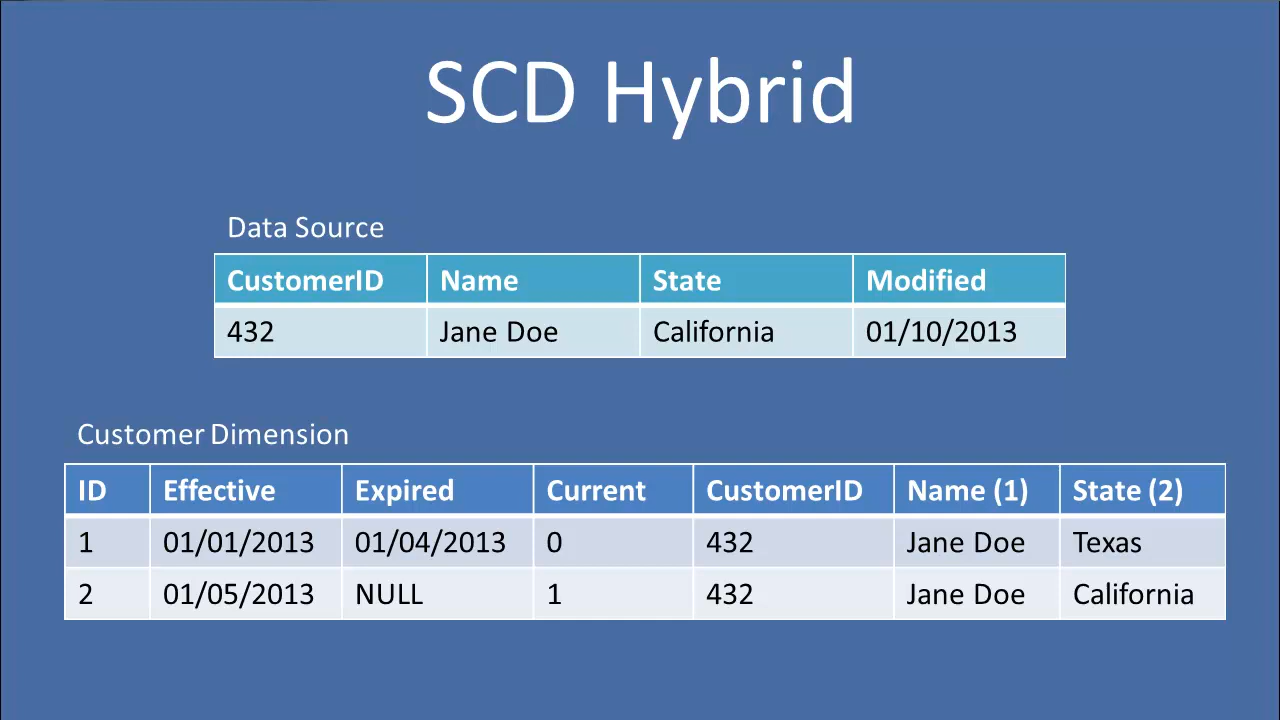 SCD Hybrid
Data Source
CustomerID Name State Modified
432 Jane Doe California 01/10/2013
Customer Dimension
ID Effective Expired Current CustomerID Name (1) State (2)
1 01/01/2013 01/04/2013 0 432 Jane Doe Texas
2 01/05/2013 NULL 1 432 Jane Doe California